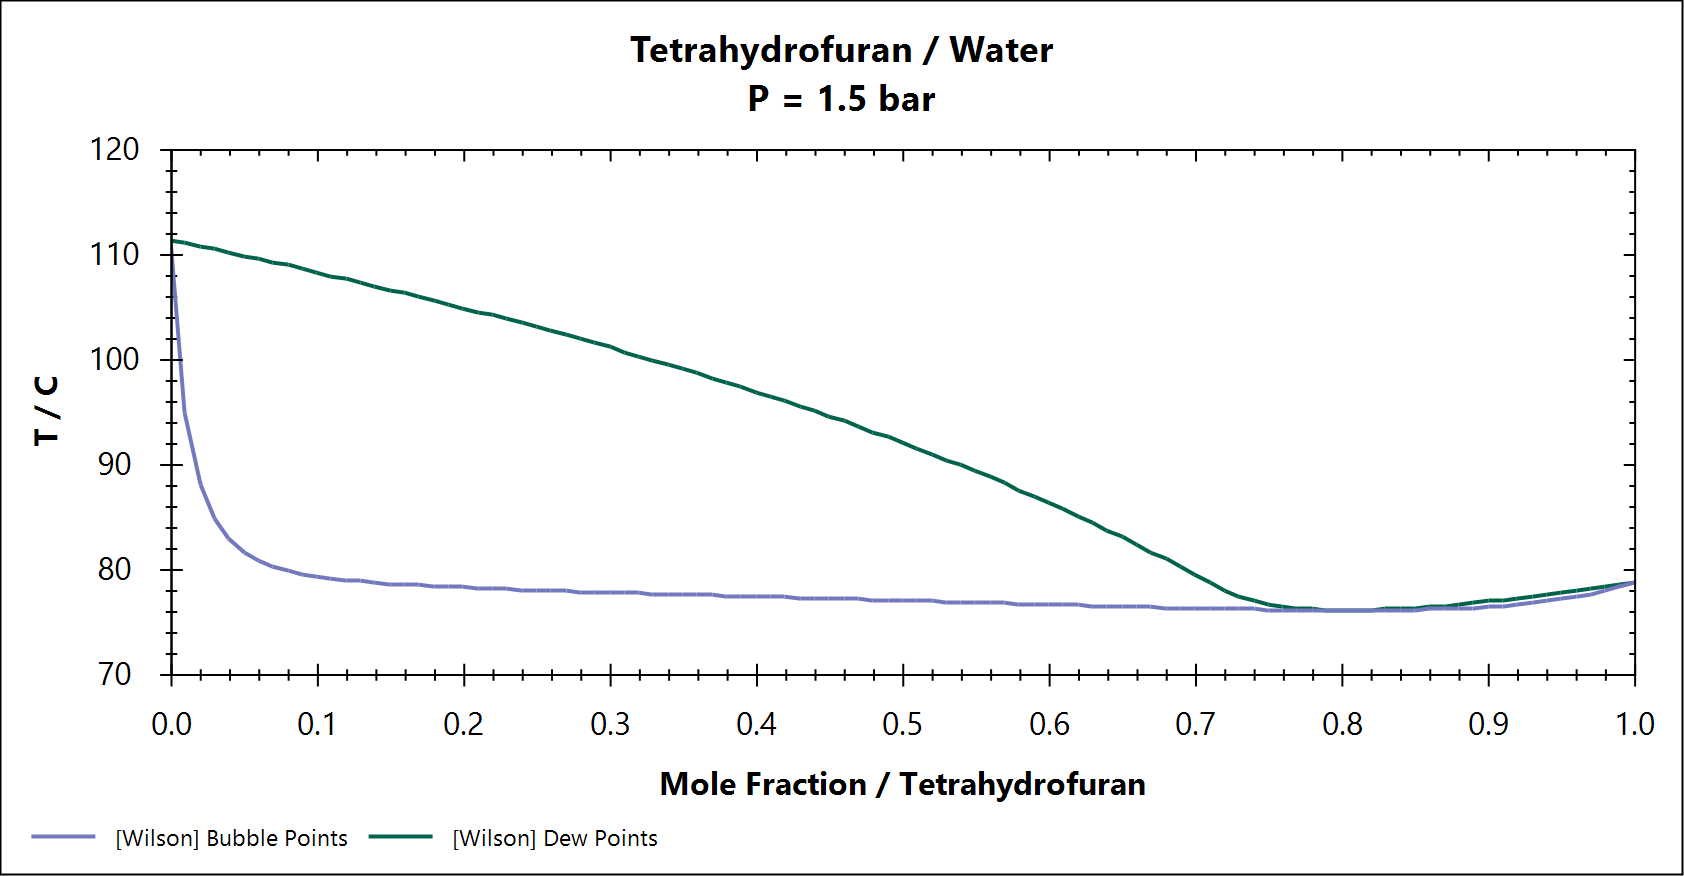 Tetrahydrofuran / Water
P = 1.5 bar
120
110
100
90
80
70
T / C
0.0 0.1 0.2 0.3 0.4 0.5 0.6 0.7 0.8 0.9 1.0
Mole Fraction / Tetrahydrofuran
[Wilson] Bubble Points [Wilson] Dew Points